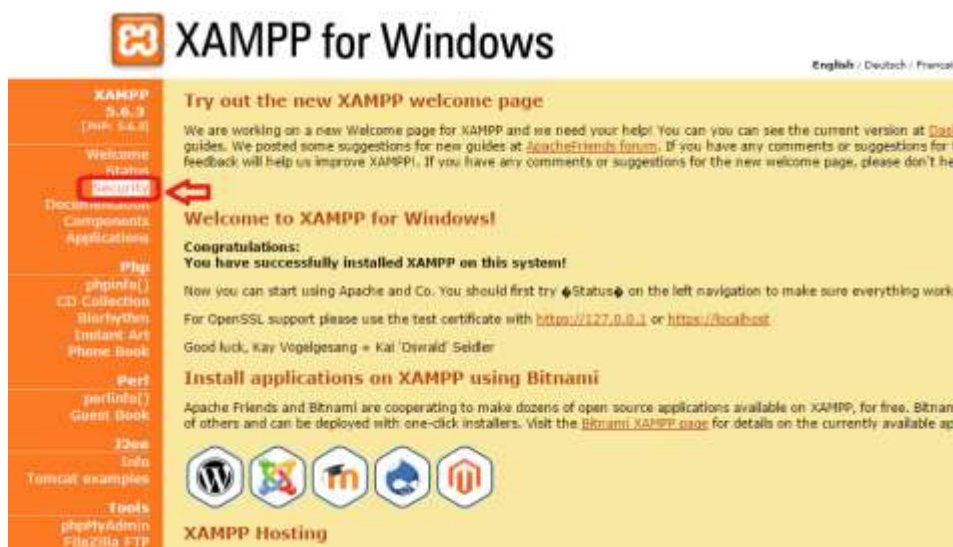 XAMPP for Windows
English / Deutsch / Francai
XAMPP
5.6.3
[PHP: 5.6.3]
Welcome
Status
Security
Documentation
Components
Applications
Php
phpinfo()
CD Collection
Biorhythm
Instant Art
Phone Book
Perl
perlinfo()
Guest Book
J2ee
Info
Tomcat examples
Tools
phpMyAdmin
FileZilla FTP
Try out the new XAMPP welcome page
We are working on a new Welcome page for XAMPP and we need your help! You can you can see the current version at Das
guides. We posted some suggestions for new guides at ApacheFriends forum. If you have any comments or suggestions for
feedback will help us improve XAMPP!. If you have any comments or suggestions for the new welcome page, please don't he
Welcome to XAMPP for Windows!
Congratulations:
You have successfully installed XAMPP on this system!
Now you can start using Apache and Co. You should first try �Status� on the left navigation to make sure everything work
For OpenSSL support please use the test certificate with https://127.0.0.1 or https://localhost
Good luck, Kay Vogelgesang + Kai 'Oswald' Seidler
Install applications on XAMPP using Bitnami
Apache Friends and Bitnami are cooperating to make dozens of open source applications available on XAMPP, for free. Bitnam
of others and can be deployed with one-click installers. Visit the Bitnami XAMPP page for details on the currently available ap
XAMPP Hosting